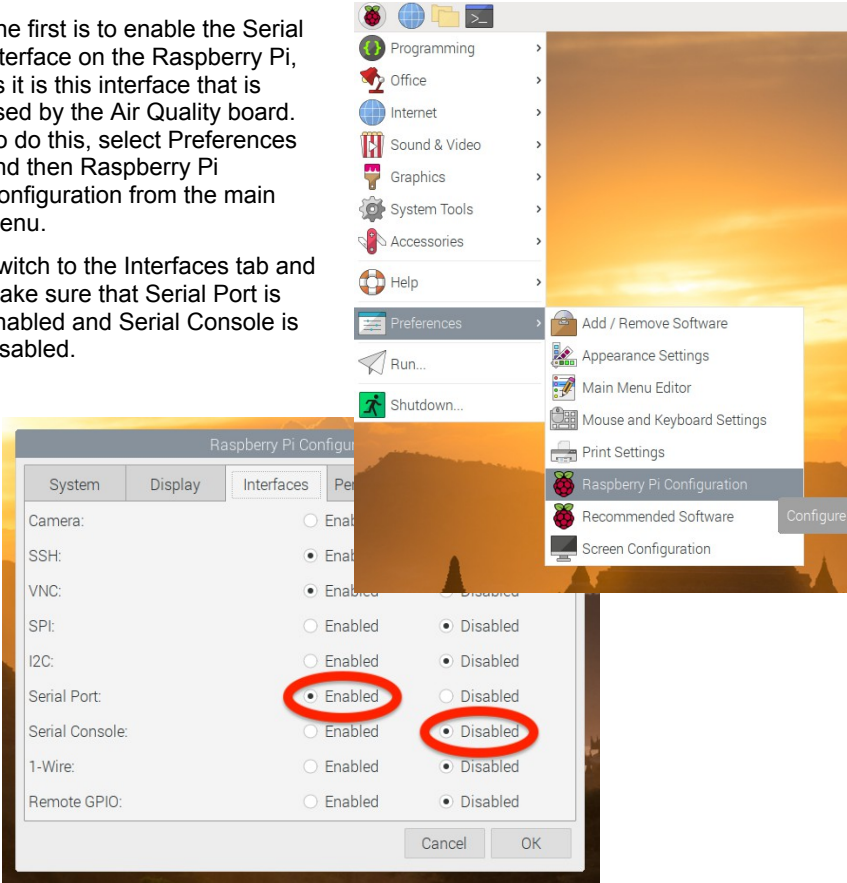 he first is to enable the Serial
terface on the Raspberry Pi,
s it is this interface that is
sed by the Air Quality board.
o do this, select Preferences
nd then Raspberry Pi
onfiguration from the main
enu.
witch to the Interfaces tab and
ake sure that Serial Port is
nabled and Serial Console is
isabled.
Programming
Office
Internet
Sound & Video
Graphics
System Tools
Accessories
Help
Preferences
Run...
Shutdown...
Add / Remove Software
Appearance Settings
Main Menu Editor
Mouse and Keyboard Settings
Print Settings
Raspberry Pi Configuration
Configure
Recommended Software
Screen Configuration
Raspberry Pi Configu
System Display Interfaces Per
Camera: Enab
SSH: Enab
VNC: Enabled Disabled
SPI: Enabled Disabled
I2C: Enabled Disabled
Serial Port: Enabled Disabled
Serial Console: Enabled Disabled
1-Wire: Enabled Disabled
Remote GPIO: Enabled Disabled
Cancel OK